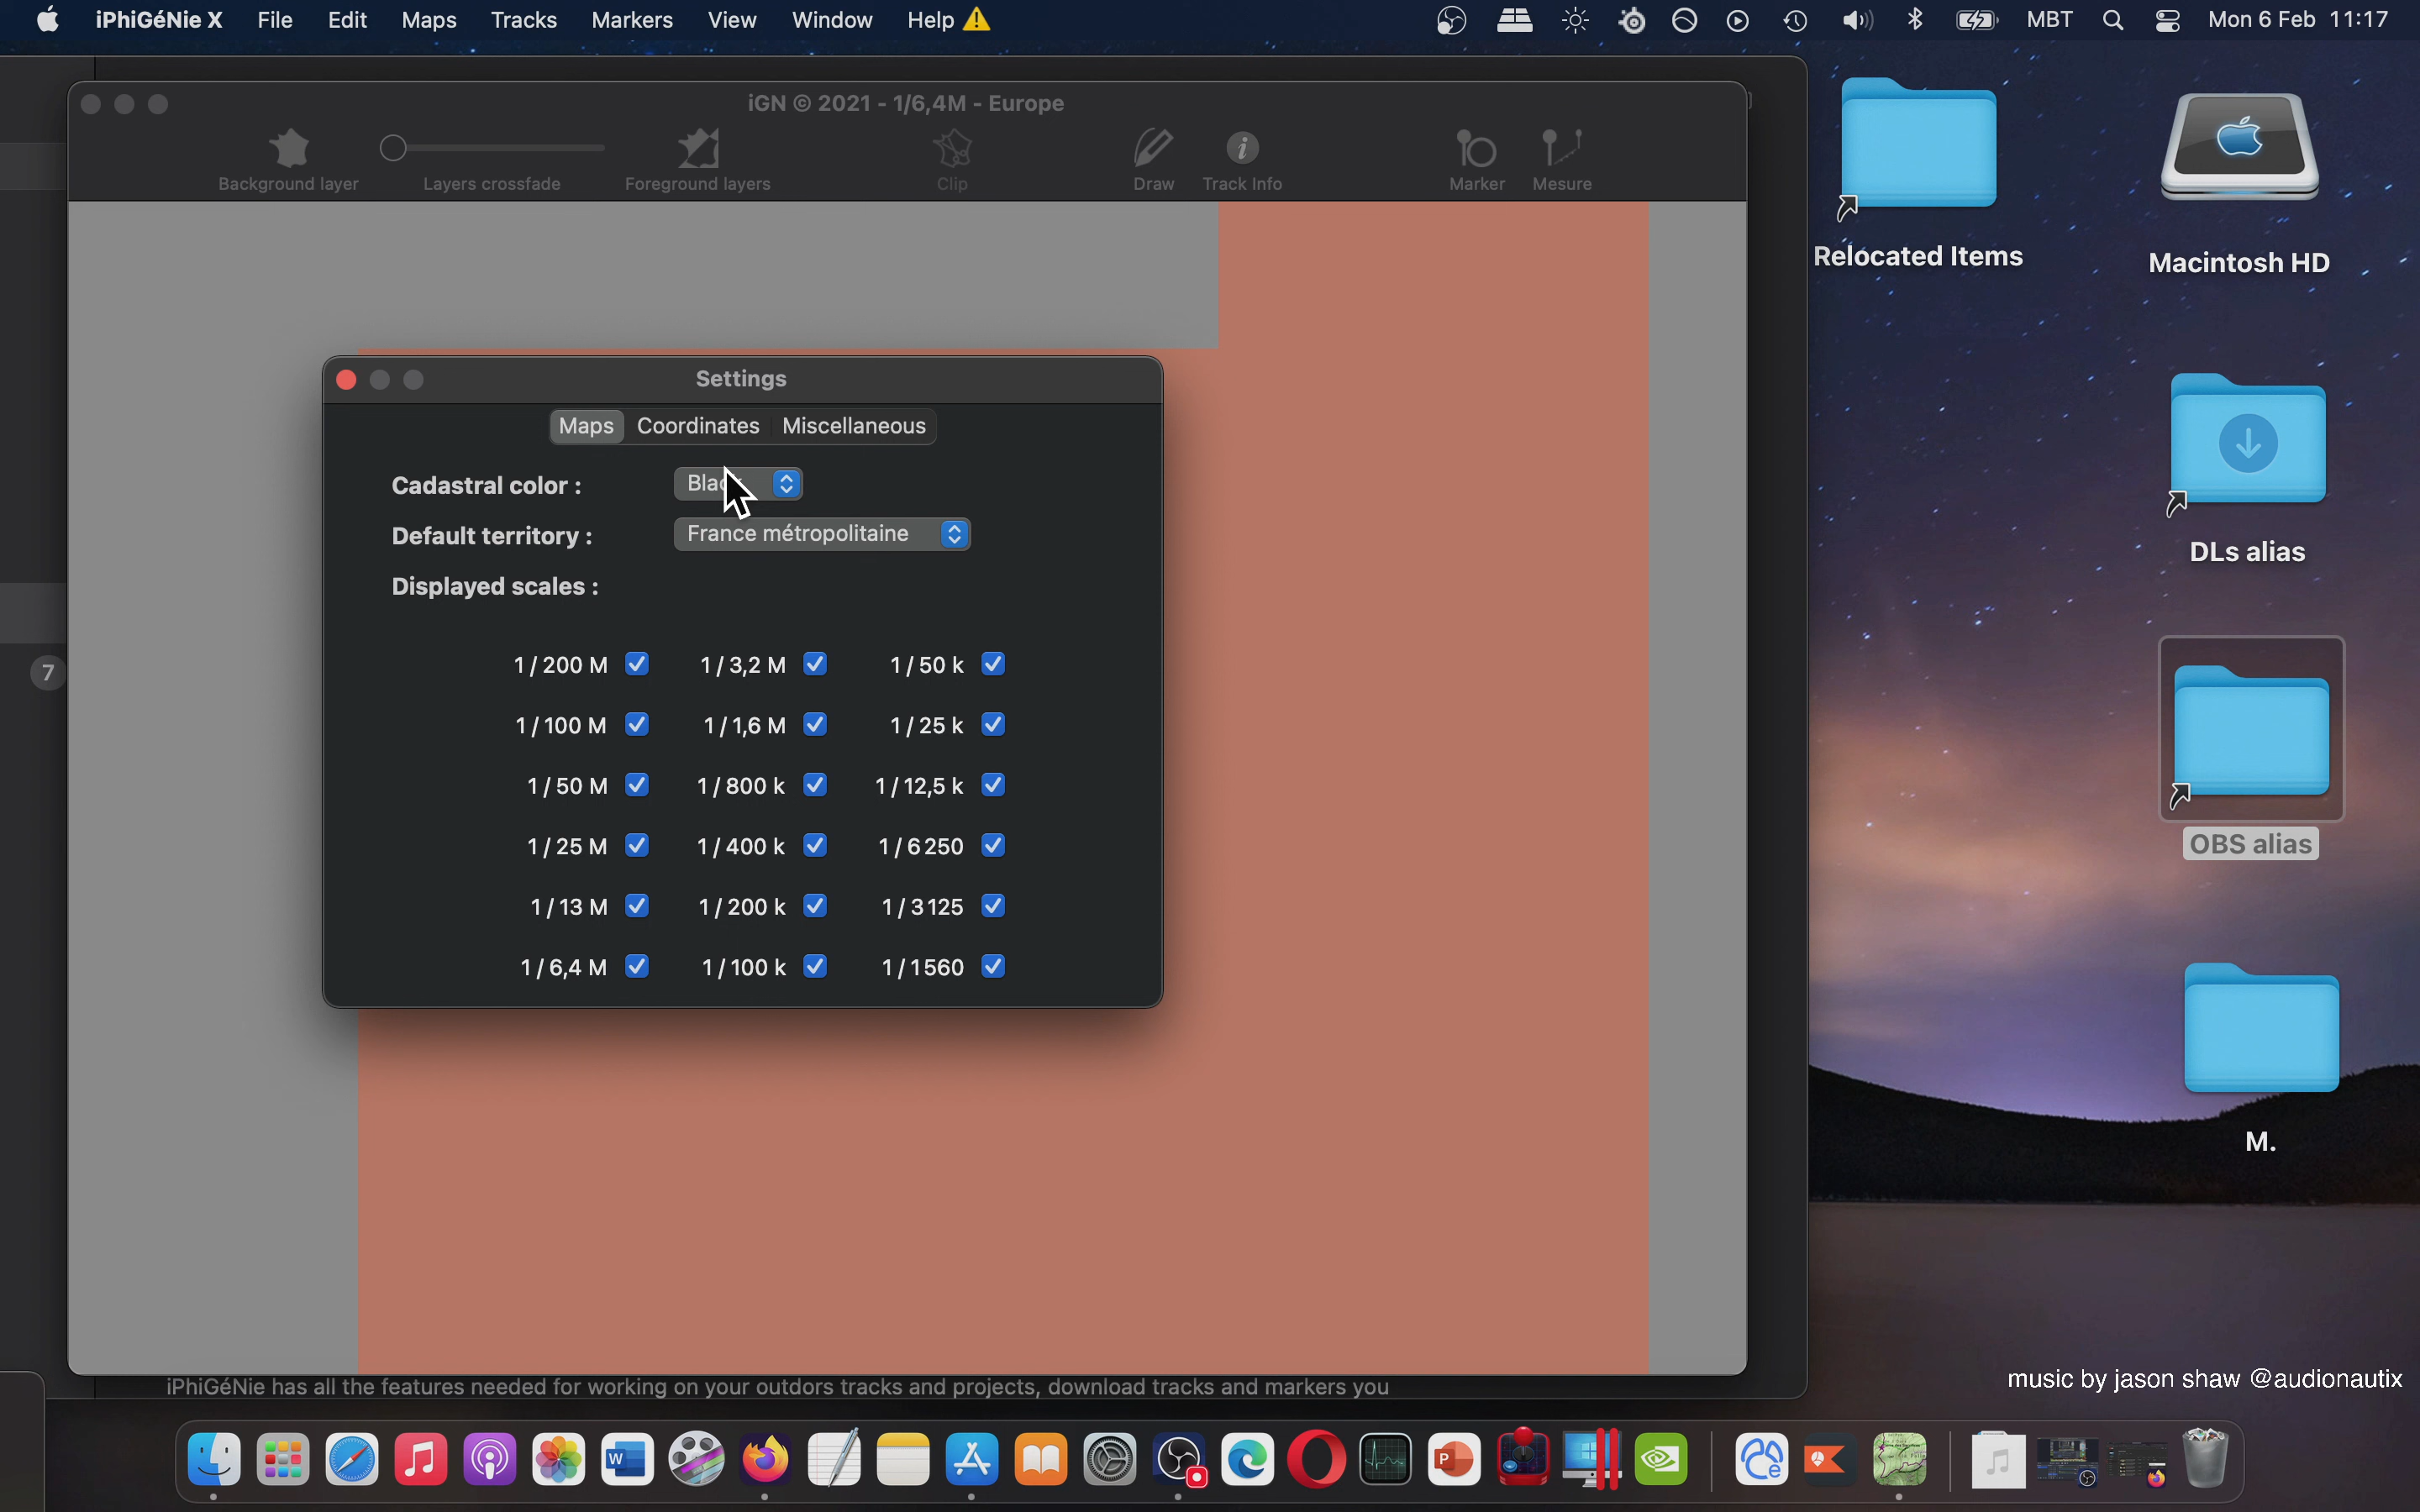 iPhiGéNie X File Edit Maps Tracks Markers View Window Help MBT Mon 6 Feb 11:17
iGN © 2021 - 1/6,4M - Europe
Background layer Layers crossfade Foreground layers Clip Draw Track Info Marker Mesure
Relocated Items
Macintosh HD
Settings
Maps Coordinates Miscellaneous
Cadastral color :
Default territory : France métropolitaine
Displayed scales :
1 / 200 M 1 / 3,2 M 1 / 50 k
1 / 100 M 1 / 1,6 M 1 / 25 k
1 / 50 M 1 / 800 k 1 / 12,5 k
1 / 25 M 1 / 400 k 1 / 6 250
1 / 13 M 1 / 200 k 1 / 3 125
1 / 6,4 M 1 / 100 k 1 / 1 560
7
DLs alias
OBS alias
M.
iPhiGéNie has all the features needed for working on your outdors tracks and projects, download tracks and markers you
music by jason shaw @audionautix